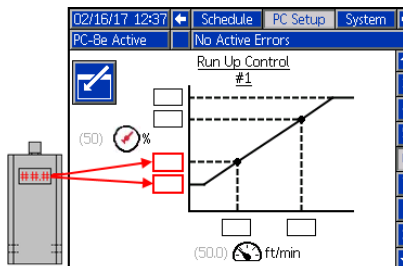 02/16/17 12:37 Schedule PC Setup System
PC-8e Active No Active Errors
Run Up Control
#1
(50) %
##.#
(50.0) ft/min